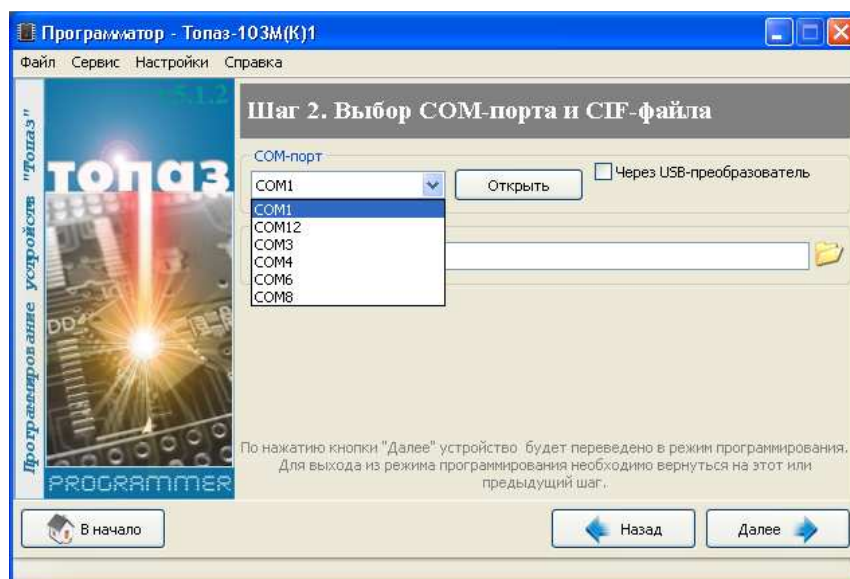 Программатор - Топаз-103М(К)1
Файл Сервис Настройки Справка
5.1.2
Шаг 2. Выбор COM-порта и CIF-файла
Программирование устройств "Топаз"
топаз
PROGRAMMER
COM-порт
COM1
Открыть
Через USB-преобразователь
COM1
COM12
COM3
COM4
COM6
COM8
По нажатию кнопки "Далее" устройство будет переведено в режим программирования.
Для выхода из режима программирования необходимо вернуться на этот или
предыдущий шаг.
В начало
Назад
Далее